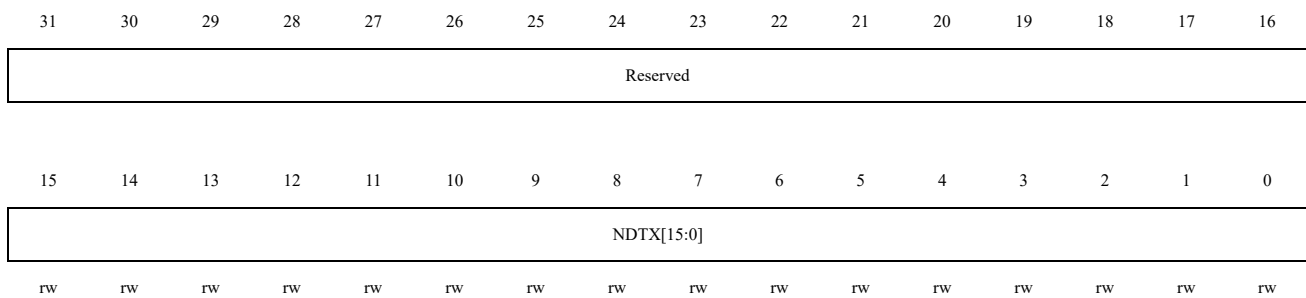 31 30 29 28 27 26 25 24 23 22 21 20 19 18 17 16
Reserved
15 14 13 12 11 10 9 8 7 6 5 4 3 2 1 0
NDTX[15:0]
rw rw rw rw rw rw rw rw rw rw rw rw rw rw rw rw